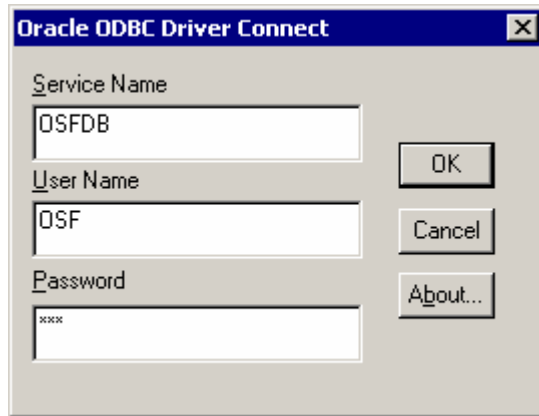 Oracle ODBC Driver Connect
Service Name
OSFDB
OK
User Name
OSF
Cancel
Password
About...
***